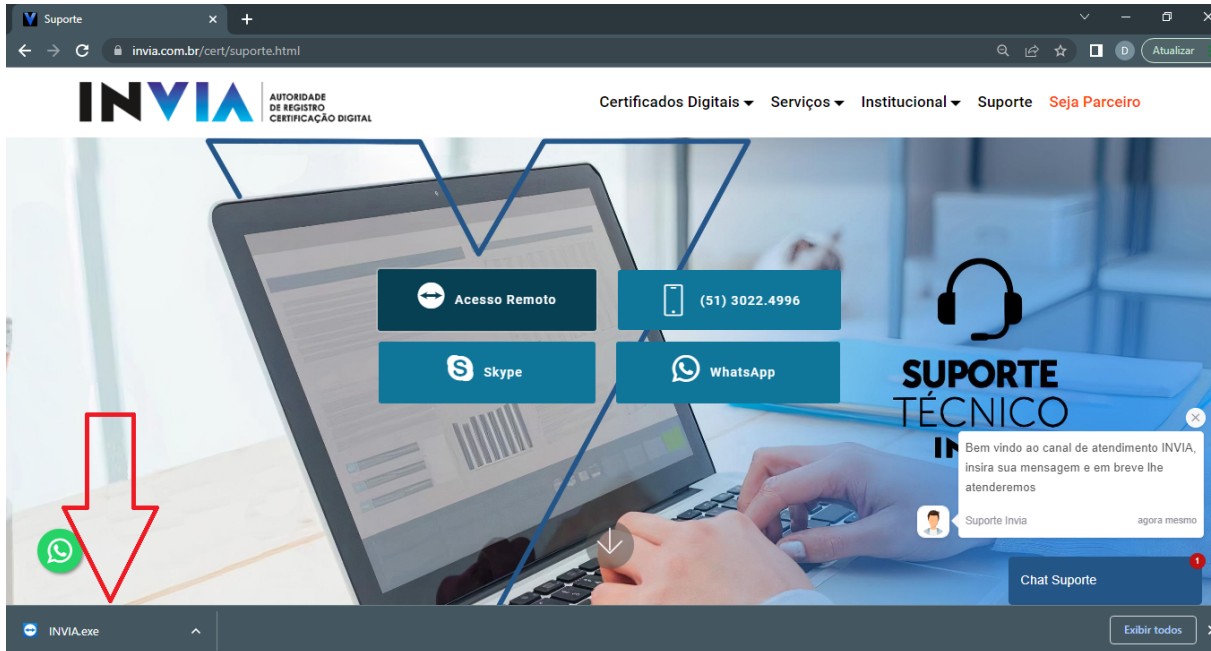 Suporte
invia.com.br/cert/suporte.html
D
Atualizar
INVIA
AUTORIDADE
DE REGISTRO
CERTIFICAÇÃO DIGITAL
Certificados Digitais
Serviços
Institucional
Suporte
Seja Parceiro
Acesso Remoto
(51) 3022.4996
Skype
WhatsApp
SUPORTE
TÉCNICO
Bem vindo ao canal de atendimento INVIA,
insira sua mensagem e em breve lhe
atenderemos
Suporte Invia
agora mesmo
1
Chat Suporte
INVIA.exe
Exibir todos